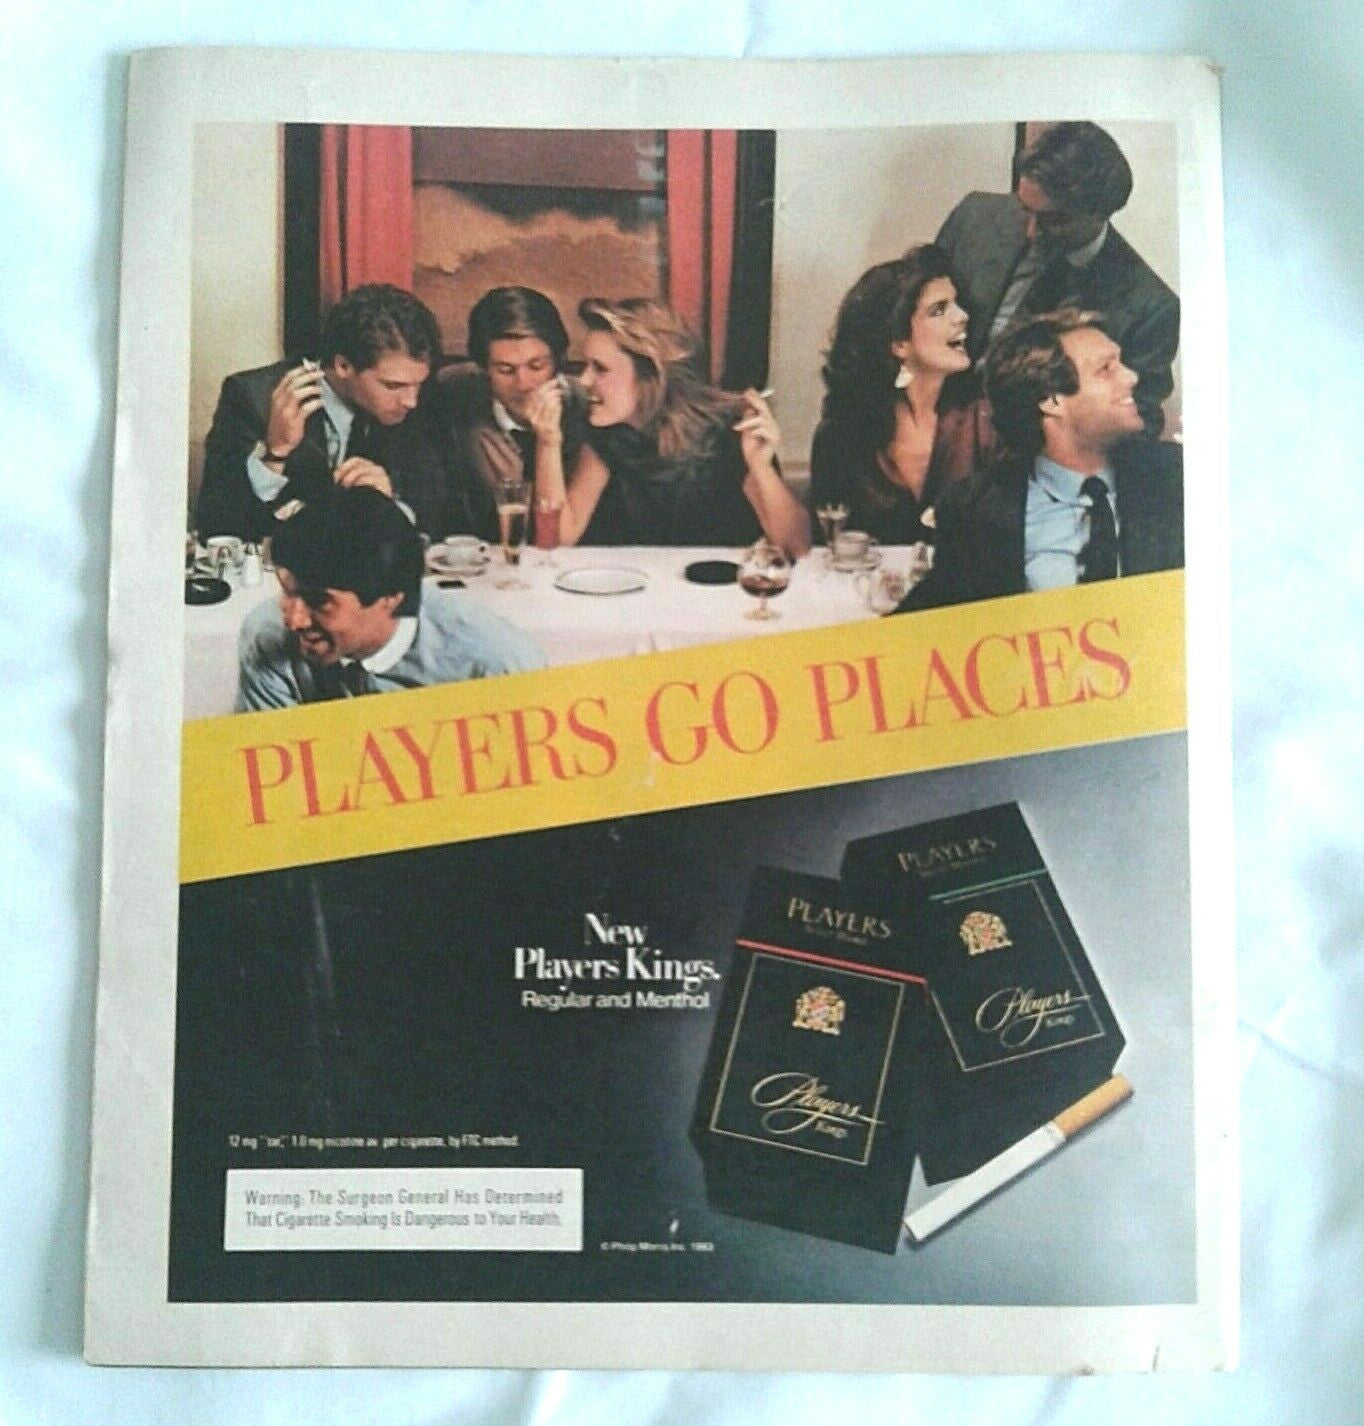 PLAYERS GO PLACES
New
Players Kings.
Regular and Menthol
PLAYERS
Players
KINGS
PLAYERS
Players
KINGS
12 mg "tar," 1.0 mg nicotine av. per cigarette, by FTC method.
Warning: The Surgeon General Has Determined
That Cigarette Smoking Is Dangerous to Your Health.
© Philip Morris Inc. 1983